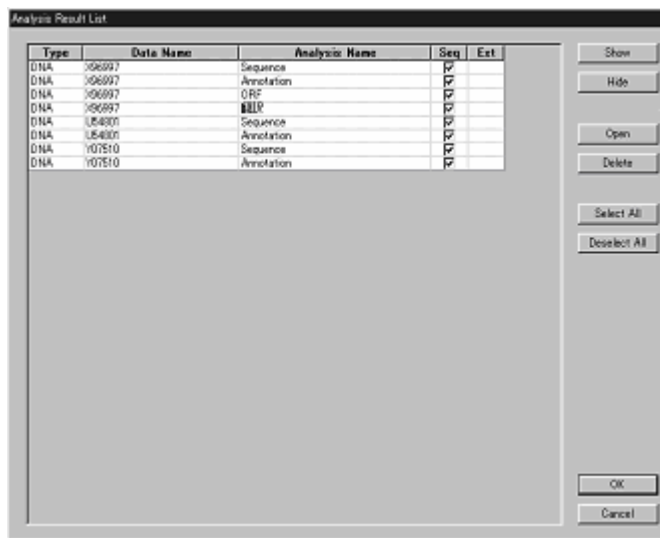 Analysis Result List
Type Data Name Analysis Name Seq Ext
DNA X96997 Sequence
DNA X96997 Annotation
DNA X96997 ORF
DNA X96997
DNA U54801 Sequence
DNA U54801 Annotation
DNA Y07510 Sequence
DNA Y07510 Annotation
Show
Hide
Open
Delete
Select All
Deselect All
OK
Cancel